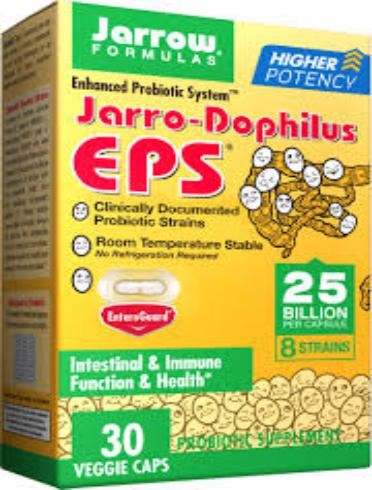 Jarrow
FORMULAS®
HIGHER
POTENCY
Enhanced Probiotic System™
Jarro-Dophilus
EPS®
Clinically Documented
Probiotic Strains
Room Temperature Stable
No Refrigeration Required
EnteroGuard®
25
BILLION
PER CAPSULE
8 STRAINS
Intestinal & Immune
Function & Health*
30
VEGGIE CAPS
PROBIOTIC SUPPLEMENT